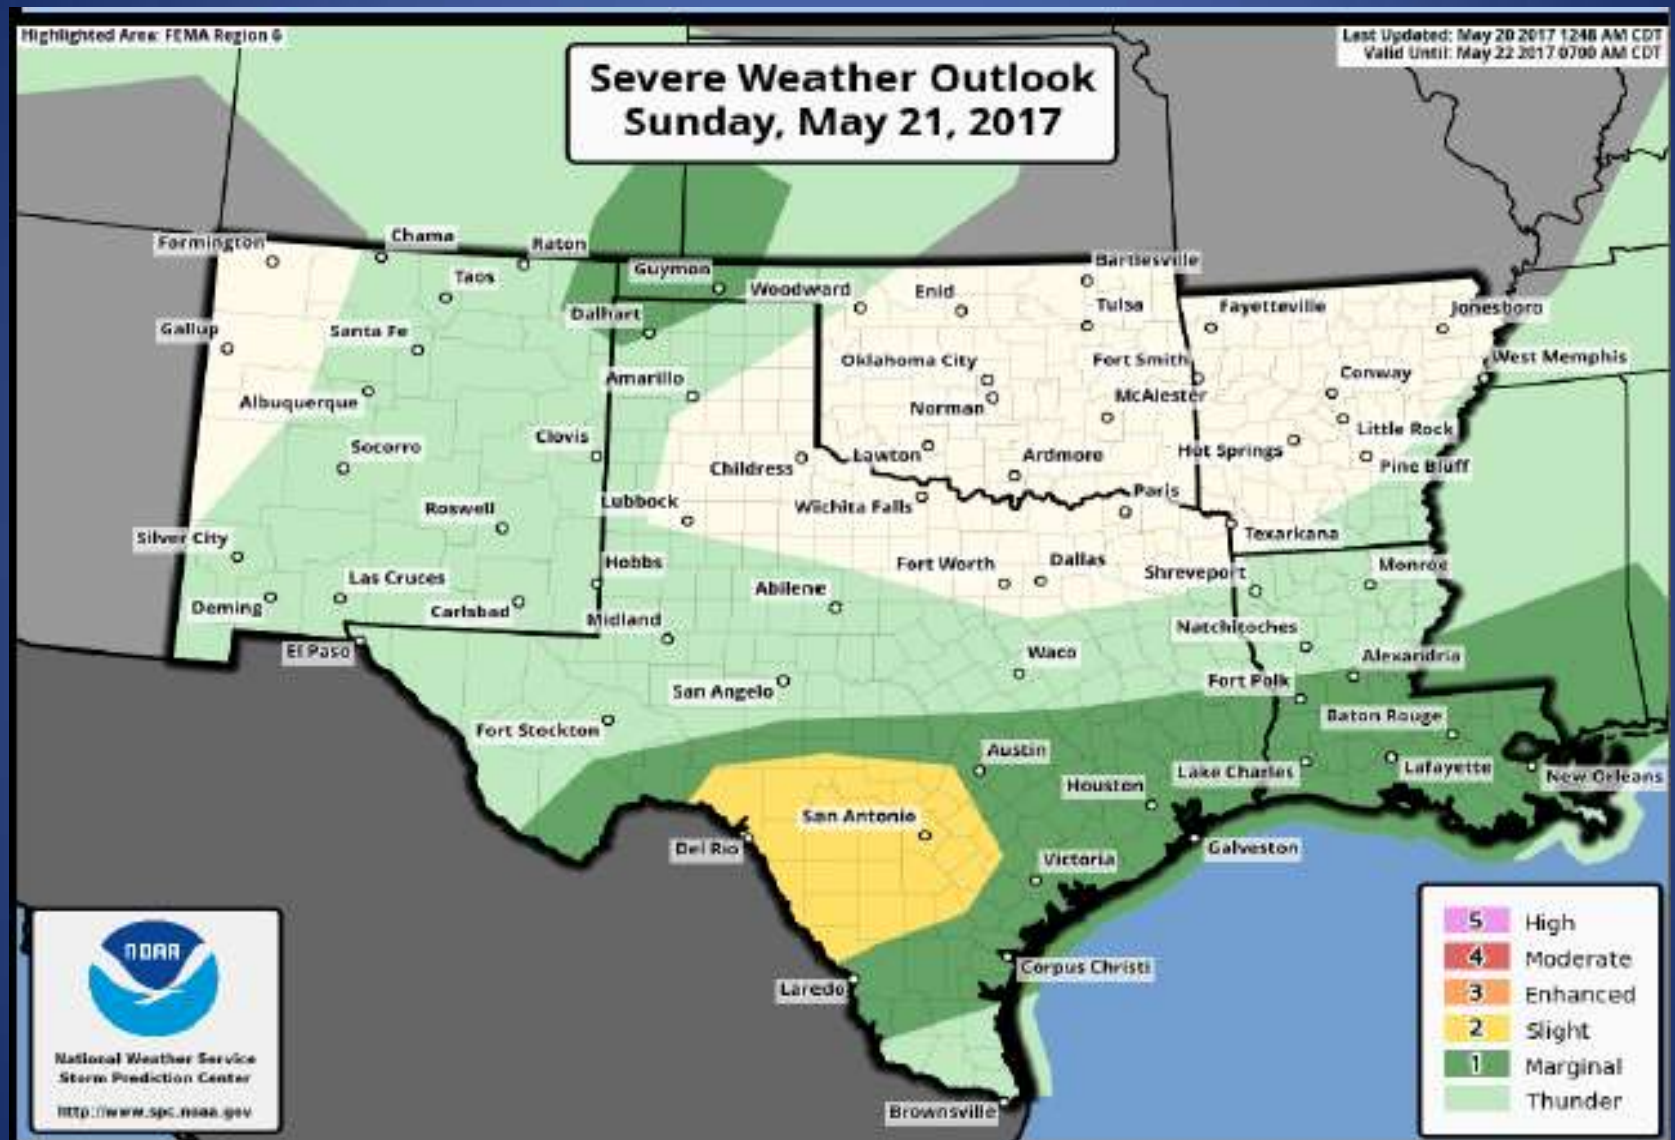 Highlighted Area: FEMA Region 6
Last Updated: May 20 2017 1248 AM CDT
Valid Until: May 22 2017 0700 AM CDT
Severe Weather Outlook
Sunday, May 21, 2017
Farmington
Chama
Raton
Taos
Guymon
Woodward
Enid
Bartlesville
Tulsa
Fayetteville
Jonesboro
Gallup
Santa Fe
Dalhart
Oklahoma City
Fort Smith
West Memphis
Conway
Albuquerque
Amarillo
Norman
McAlester
Little Rock
Socorro
Clovis
Childress
Lawton
Ardmore
Hot Springs
Pine Bluff
Roswell
Lubbock
Wichita Falls
Paris
Texarkana
Silver City
Las Cruces
Hobbs
Abilene
Fort Worth
Dallas
Shreveport
Monroe
Deming
Carlsbad
Midland
Natchitoches
El Paso
Waco
Alexandria
San Angelo
Fort Polk
Fort Stockton
Baton Rouge
Austin
Houston
Lake Charles
Lafayette
New Orleans
San Antonio
Del Rio
Victoria
Galveston
Laredo
Corpus Christi
Brownsville
NOAA
National Weather Service
Storm Prediction Center
http://www.spc.noaa.gov
5 High
4 Moderate
3 Enhanced
2 Slight
1 Marginal
Thunder